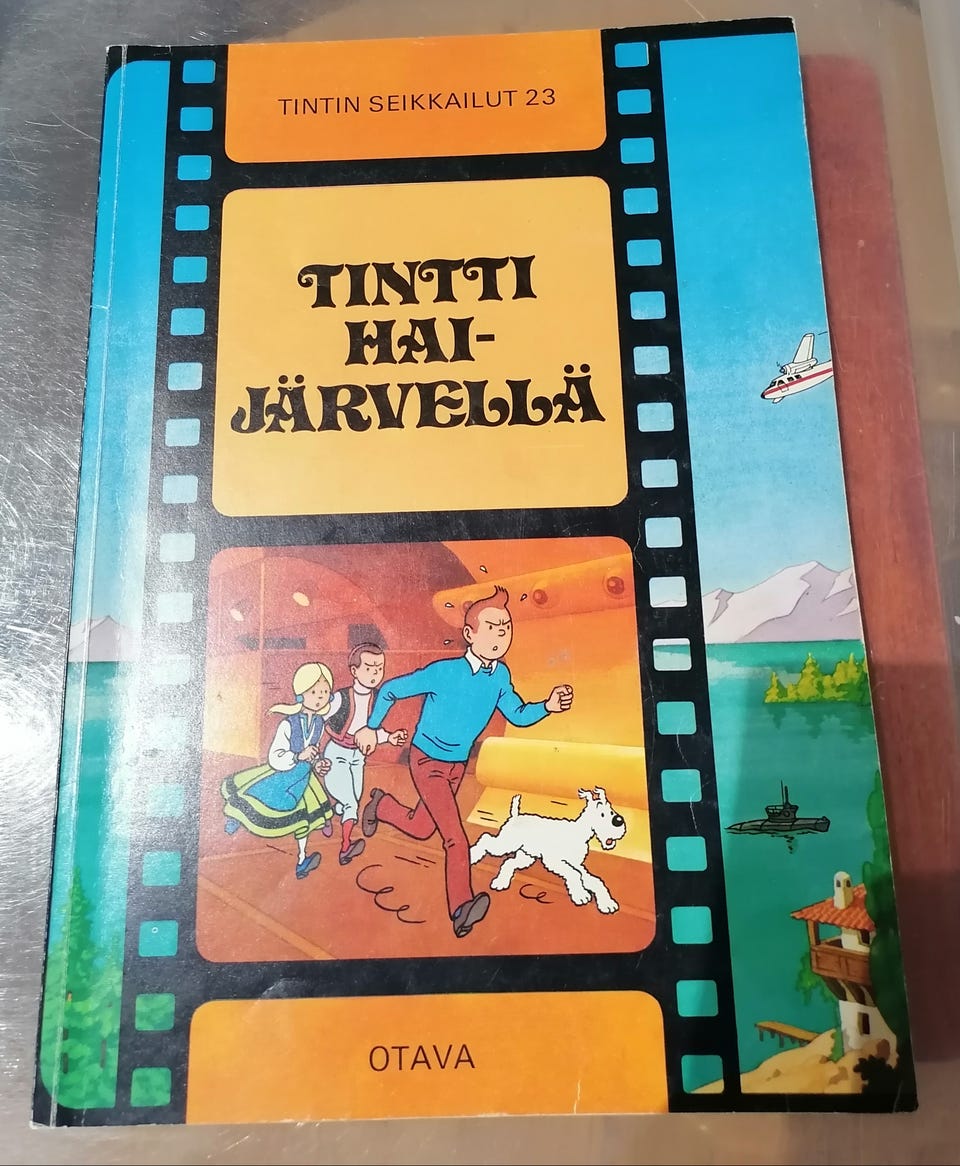 TINTIN SEIKKAILUT 23
TINTTI
HAI-
JÄRVELLÄ
OTAVA